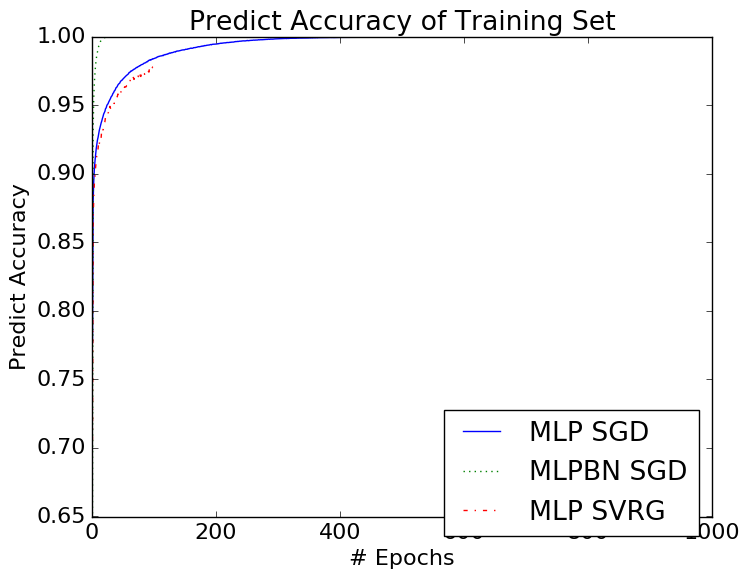 Predict Accuracy of Training Set
1.00
0.95
0.90
0.85
0.80
0.75
0.70
0.65
Predict Accuracy
MLP SGD
MLPBN SGD
MLP SVRG
0 200 400 1000
# Epochs